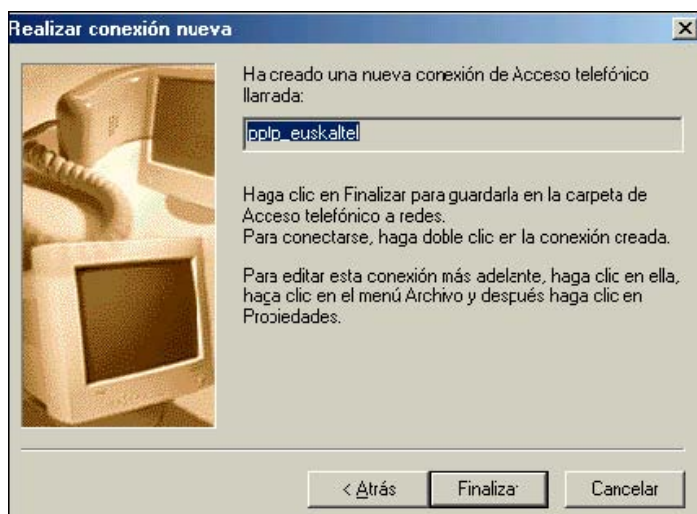 Realizar conexión nueva
Ha creado una nueva conexión de Acceso telefónico
llamada:
pptp_euskaltel
Haga clic en Finalizar para guardarla en la carpeta de
Acceso telefónico a redes.
Para conectarse, haga doble clic en la conexión creada.
Para editar esta conexión más adelante, haga clic en ella,
haga clic en el menú Archivo y después haga clic en
Propiedades.
< Atrás
Finalizar
Cancelar